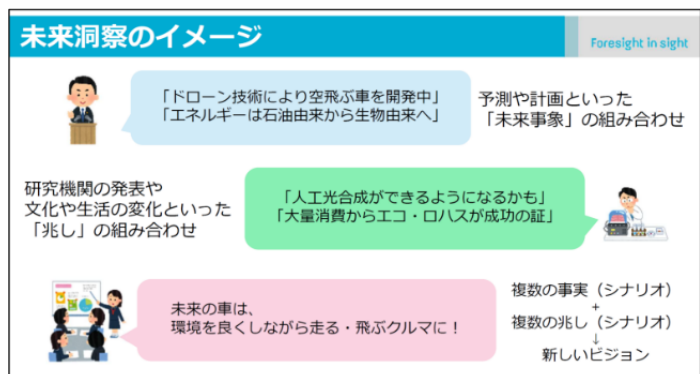 未来洞察のイメージ
Foresight in sight
「ドローン技術により空飛ぶ車を開発中」
「エネルギーは石油由来から生物由来へ」
予測や計画といった
「未来事象」の組み合わせ
研究機関の発表や
文化や生活の変化といった
「兆し」の組み合わせ
「人工光合成ができるようになるかも」
「大量消費からエコ・ロハスが成功の証」
未来の車は、
環境を良くしながら走る・飛ぶクルマに！
複数の事実（シナリオ）
+
複数の兆し（シナリオ）
↓
新しいビジョン